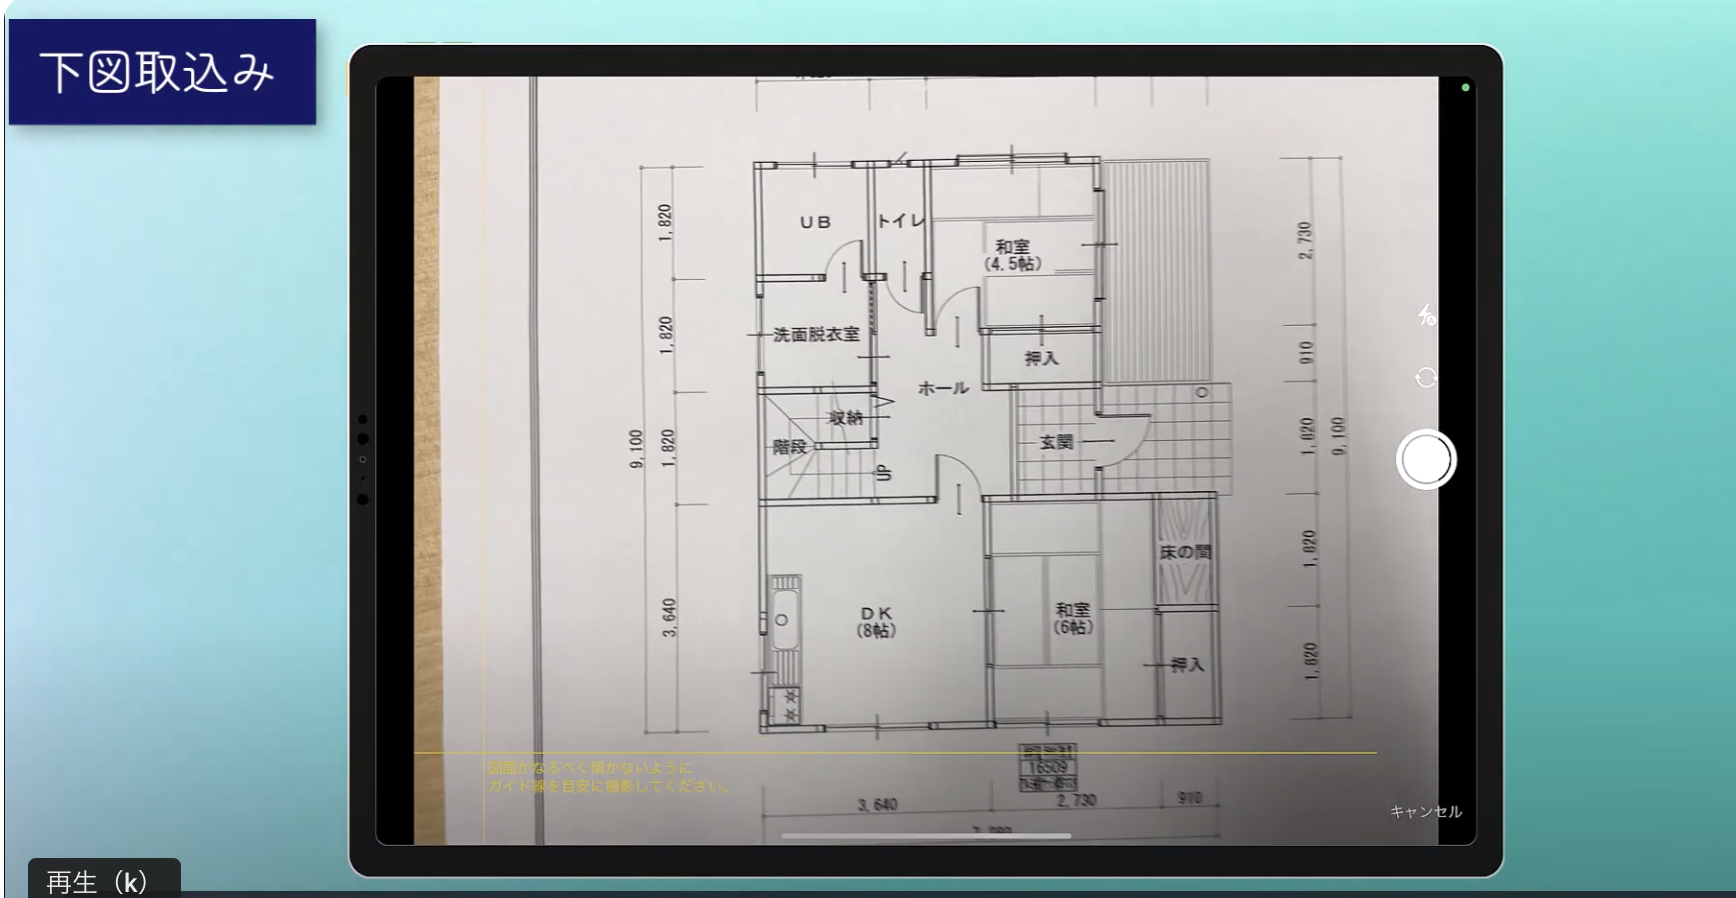 下図取込み
UB
トイレ
和室
(4.5帖)
洗面脱衣室
押入
ホール
収納
階段
UP
玄関
床の間
DK
(8帖)
和室
(6帖)
押入
1,820
1,820
9,100
1,820
3,640
2,730
910
1,820
9,100
1,820
1,820
16509
図面がなるべく傾かないように
ガイド線を目安に撮影してください。
3,640
2,730
910
キャンセル
再生（k）